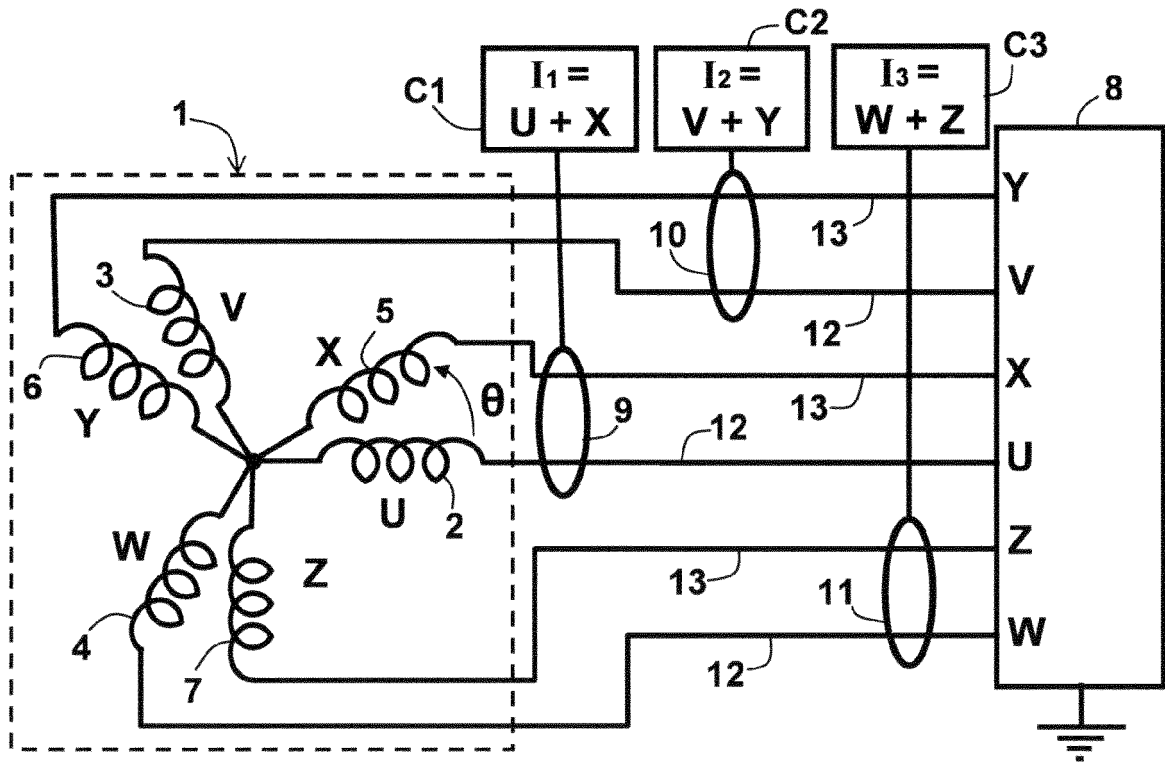 C2
C3
C1
I1 =
U + X
I2 =
V + Y
I3 =
W + Z
8
1
Y
10
13
3
V
V
5
12
X
6
X
θ
Y
9
13
12
U
U
2
W
Z
Z
13
11
4
W
7
12